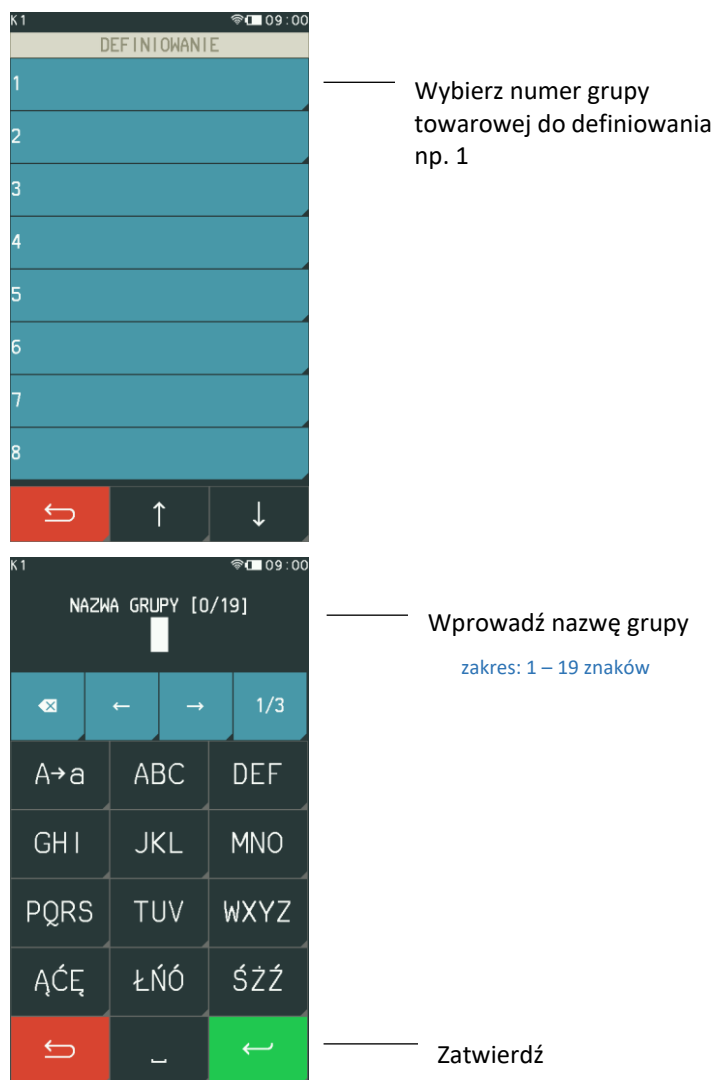 K1 09:00
DEFINIOWANIE
1
2
3
4
5
6
7
8
↑ ↓
Wybierz numer grupy
towarowej do definiowania
np. 1
K1 09:00
NAZWA GRUPY [0/19]
← → 1/3
A→a ABC DEF
GHI JKL MNO
PQRS TUV WXYZ
ĄĆĘ ŁŃÓ ŚŻŹ
Wprowadź nazwę grupy
zakres: 1 – 19 znaków
Zatwierdź